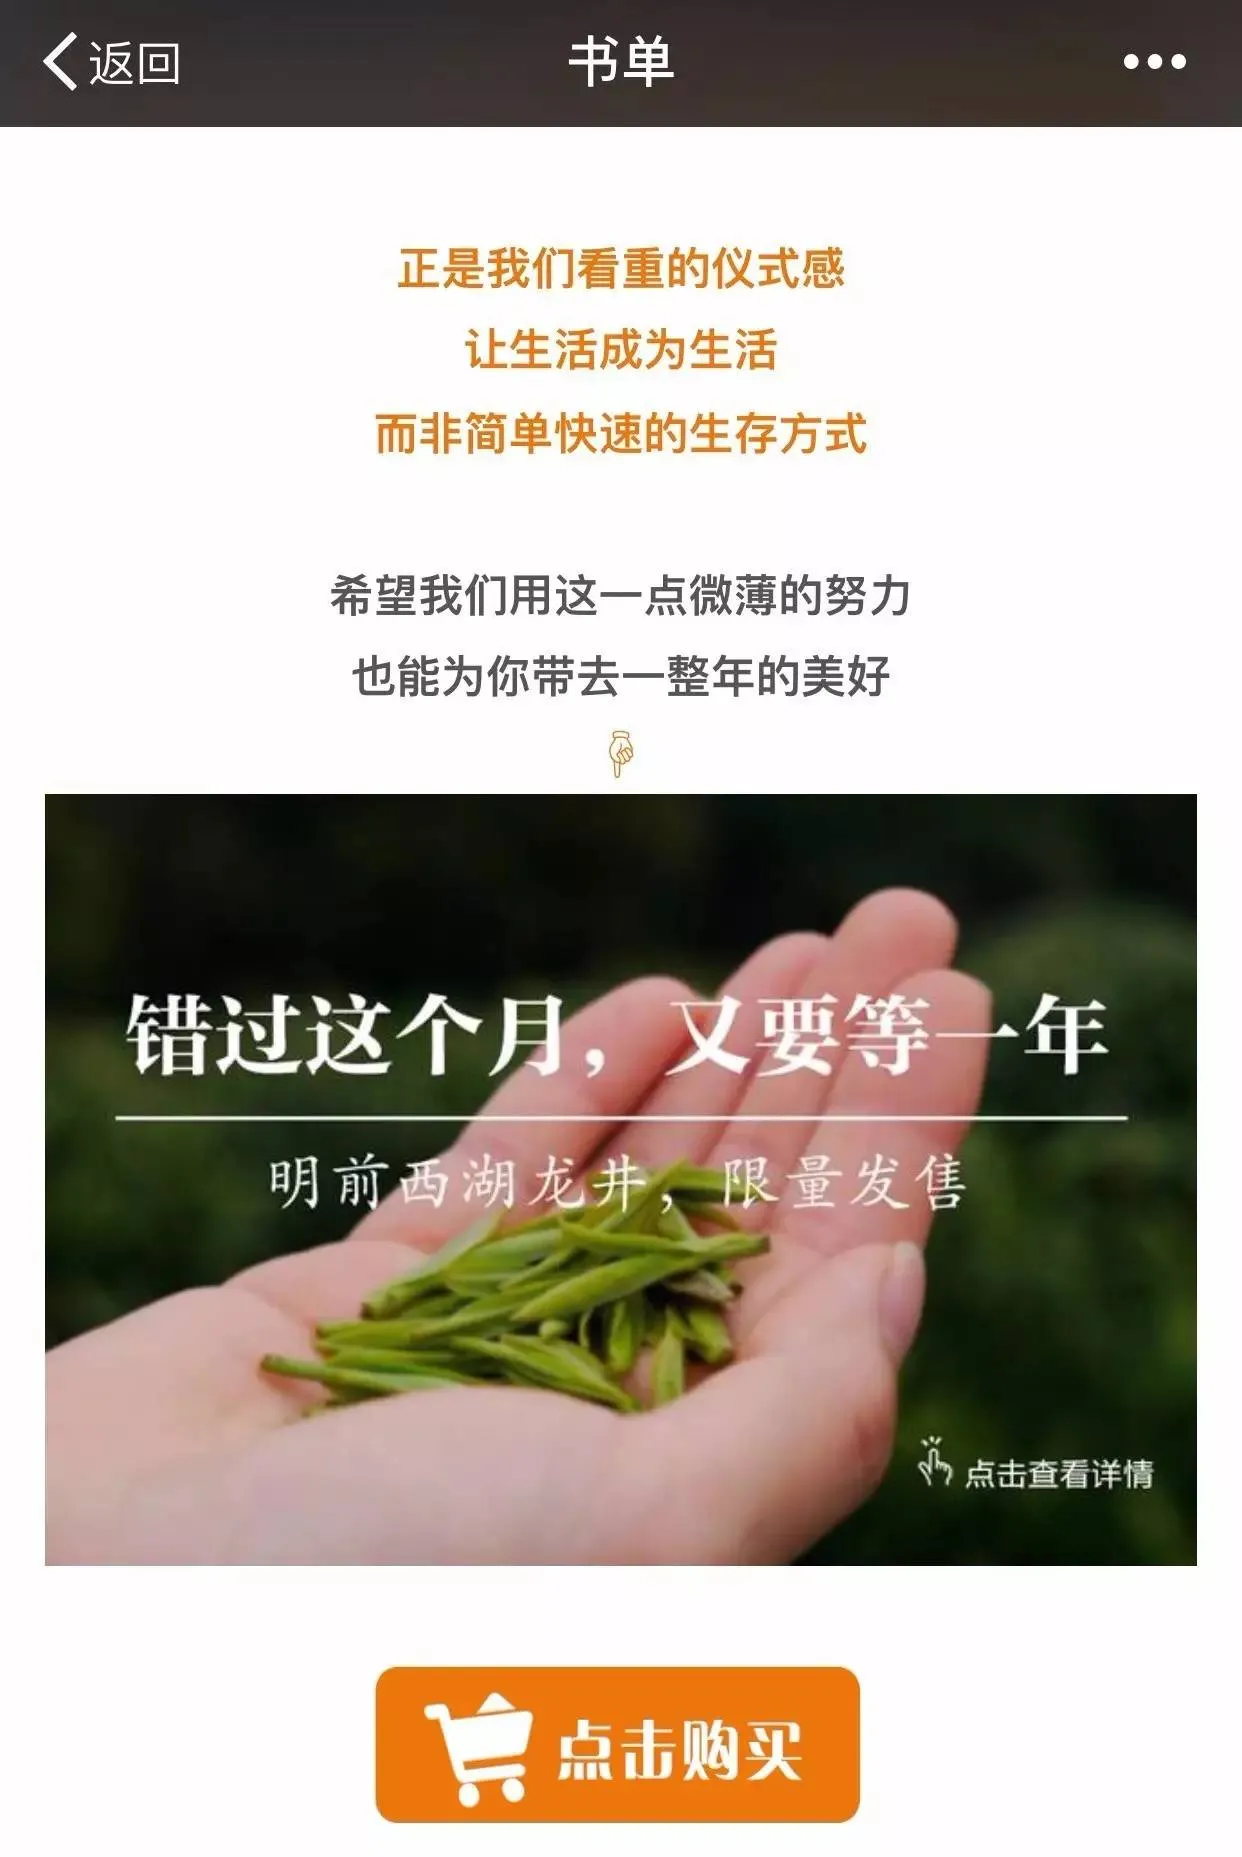 返回
书单
正是我们看重的仪式感
让生活成为生活
而非简单快速的生存方式
希望我们用这一点微薄的努力
也能为你带去一整年的美好
错过这个月，又要等一年
明前西湖龙井，限量发售
点击查看详情
点击购买